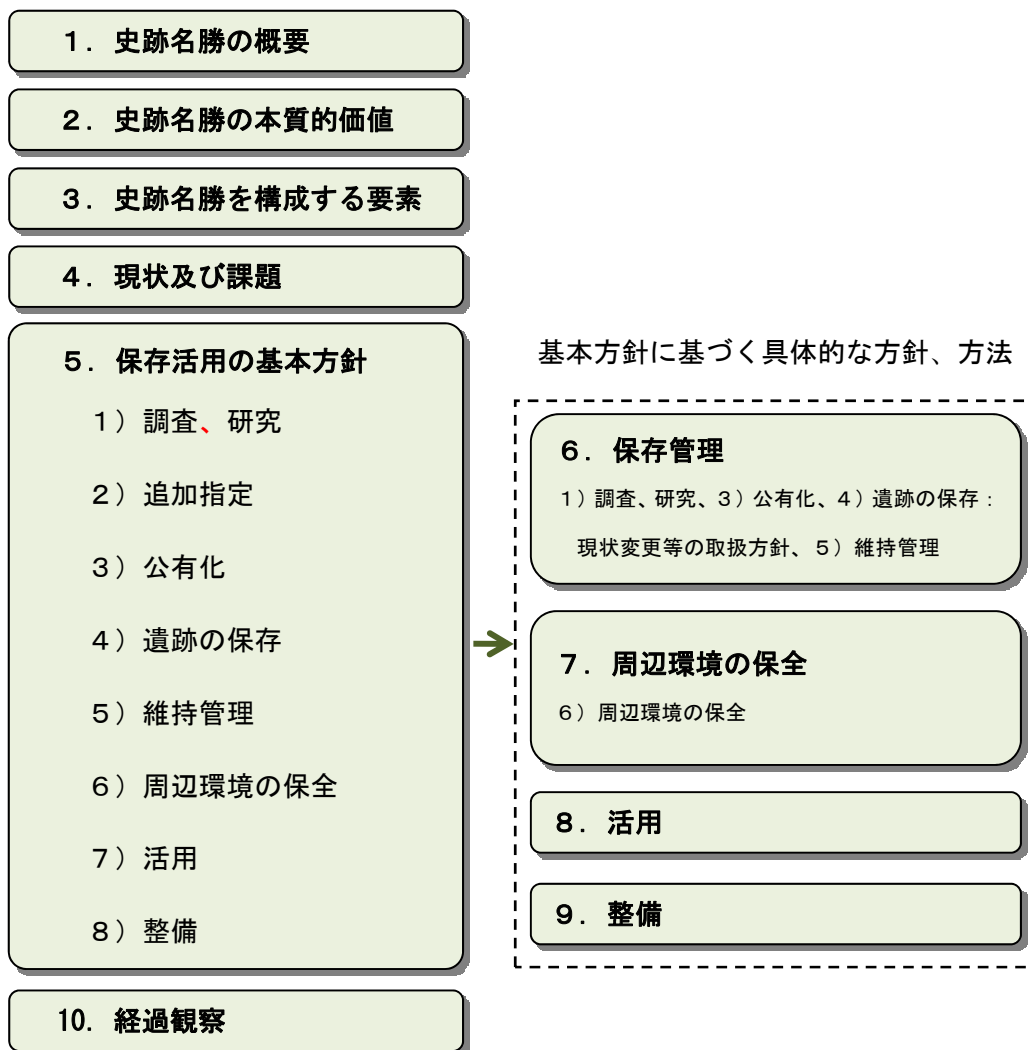 １．史跡名勝の概要
２．史跡名勝の本質的価値
３．史跡名勝を構成する要素
４．現状及び課題
５．保存活用の基本方針
１）調査、研究
２）追加指定
３）公有化
４）遺跡の保存
５）維持管理
６）周辺環境の保全
７）活用
８）整備
基本方針に基づく具体的な方針、方法
６．保存管理
１）調査、研究、３）公有化、４）遺跡の保存：
現状変更等の取扱方針、５）維持管理
７．周辺環境の保全
６）周辺環境の保全
８．活用
９．整備
10．経過観察